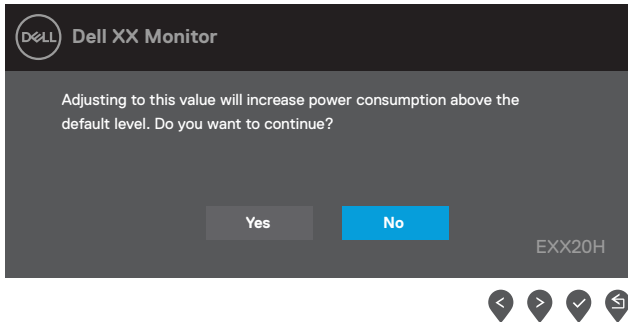 DELL
Dell XX Monitor
Adjusting to this value will increase power consumption above the
default level. Do you want to continue?
Yes
No
EXX20H